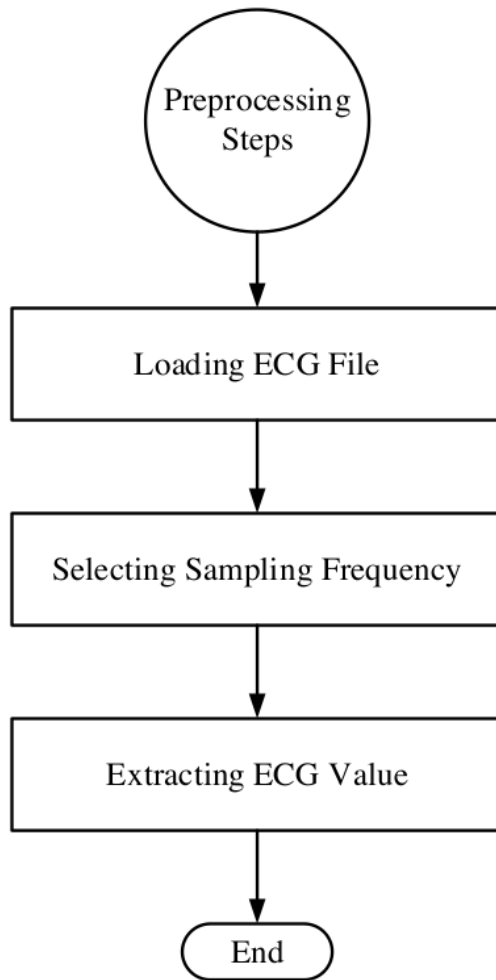 Preprocessing
Steps
Loading ECG File
Selecting Sampling Frequency
Extracting ECG Value
End